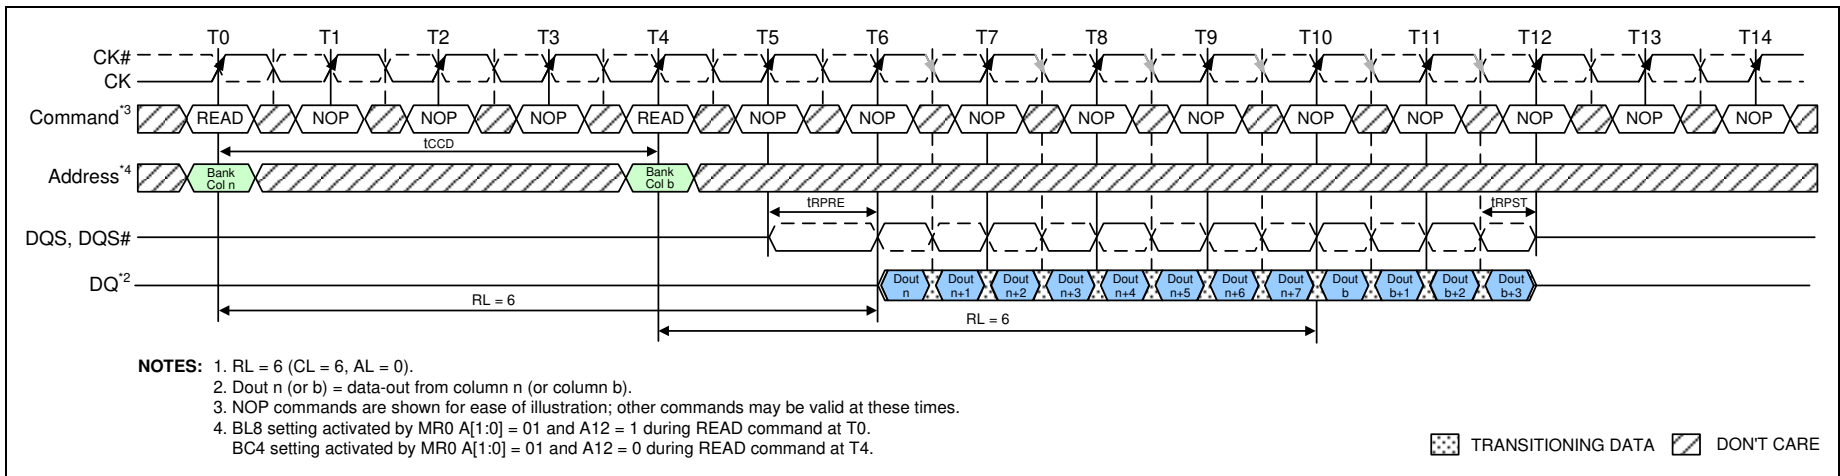 T0 T1 T2 T3 T4 T5 T6 T7 T8 T9 T10 T11 T12 T13 T14
CK#
CK
Command*3 READ NOP NOP NOP READ NOP NOP NOP NOP NOP NOP NOP NOP NOP NOP
tCCD
Address*4 Bank Col n Bank Col b
tRPRE tRPST
DQS, DQS#
DQ*2 Dout n Dout n+1 Dout n+2 Dout n+3 Dout n+4 Dout n+5 Dout n+6 Dout n+7 Dout b Dout b+1 Dout b+2 Dout b+3
RL = 6
RL = 6
NOTES: 1. RL = 6 (CL = 6, AL = 0).
2. Dout n (or b) = data-out from column n (or column b).
3. NOP commands are shown for ease of illustration; other commands may be valid at these times.
4. BL8 setting activated by MR0 A[1:0] = 01 and A12 = 1 during READ command at T0.
BC4 setting activated by MR0 A[1:0] = 01 and A12 = 0 during READ command at T4.
TRANSITIONING DATA DON'T CARE